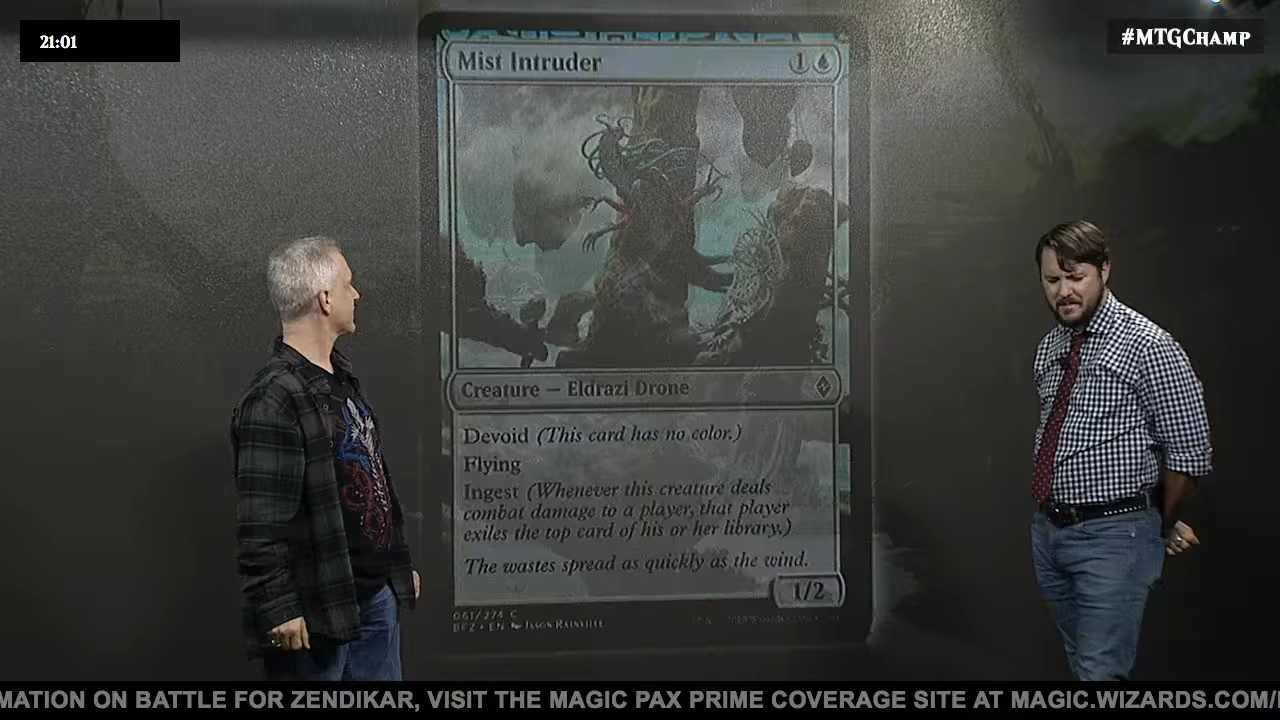 21:01
#MTGCHAMP
Mist Intruder
1
Creature — Eldrazi Drone
Devoid (This card has no color.)
Flying
Ingest (Whenever this creature deals
combat damage to a player, that player
exiles the top card of his or her library.)
The wastes spread as quickly as the wind.
1/2
061/274 C
BFZ • EN Jason Rainville
MATION ON BATTLE FOR ZENDIKAR, VISIT THE MAGIC PAX PRIME COVERAGE SITE AT MAGIC.WIZARDS.COM/